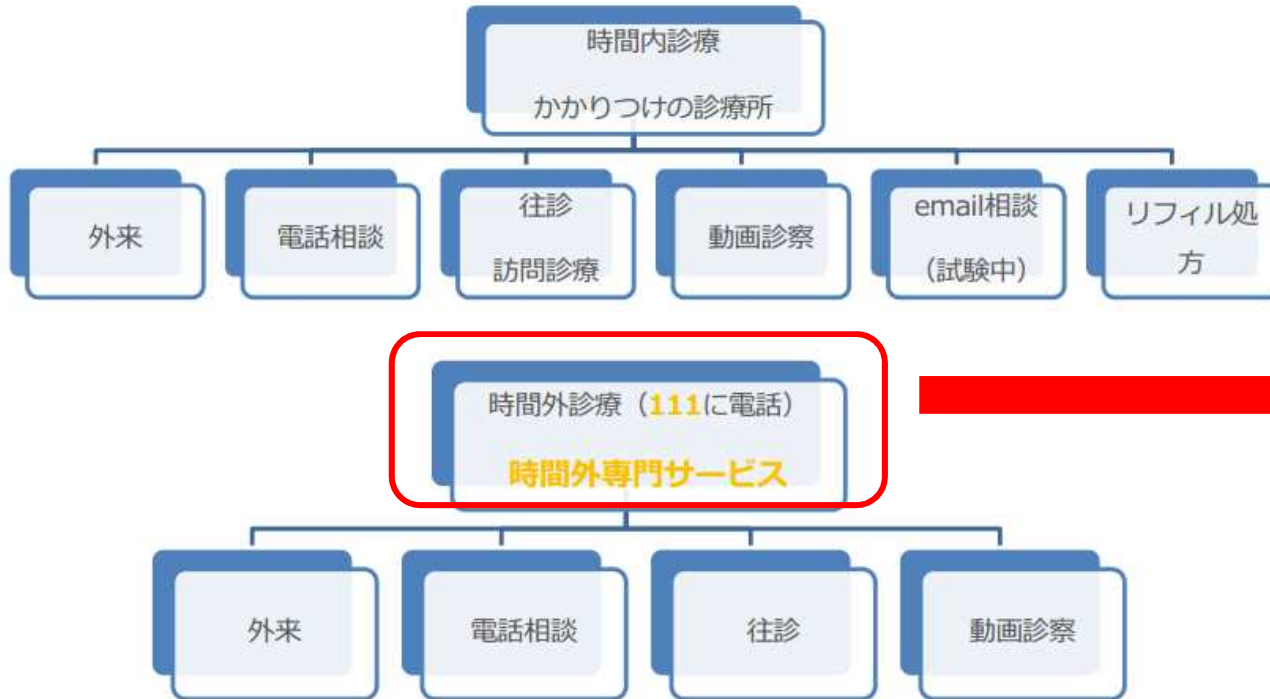 時間内診療
かかりつけの診療所
外来
電話相談
往診
訪問診療
動画診察
email相談
（試験中）
リフィル処
方
時間外診療（111に電話）
時間外専門サービス
外来
電話相談
往診
動画診察